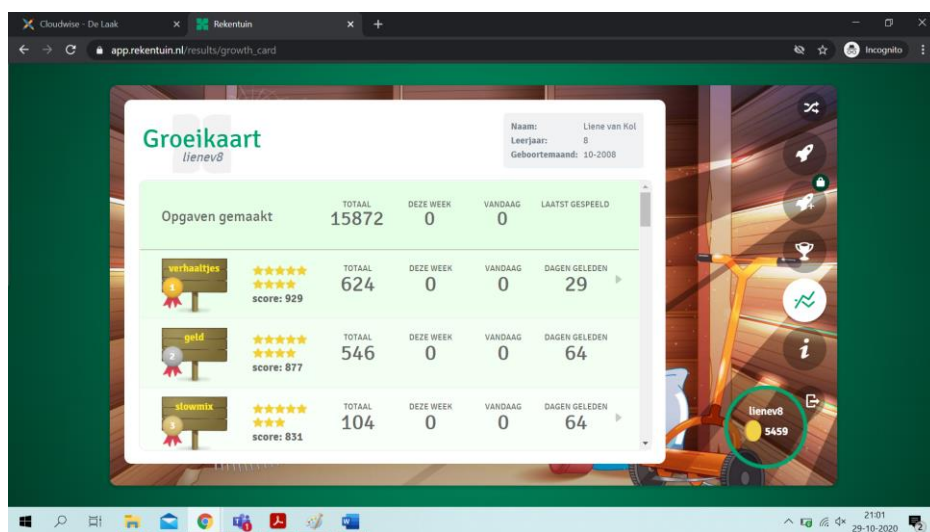 Cloudwise - De Laak
Rekentuin
app.rekentuin.nl/results/growth_card
Incognito
Groeikaart
lienev8
Naam: Liene van Kol
Leerjaar: 8
Geboortemaand: 10-2008
Opgaven gemaakt
TOTAAL DEZE WEEK VANDAAG LAATST GESPEELD
15872 0 0
verhaaltjes
1
score: 929
TOTAAL DEZE WEEK VANDAAG DAGEN GELEDEN
624 0 0 29
geld
2
score: 877
TOTAAL DEZE WEEK VANDAAG DAGEN GELEDEN
546 0 0 64
slowmix
3
score: 831
TOTAAL DEZE WEEK VANDAAG DAGEN GELEDEN
104 0 0 64
i
lienev8
5459
21:01
29-10-2020
2